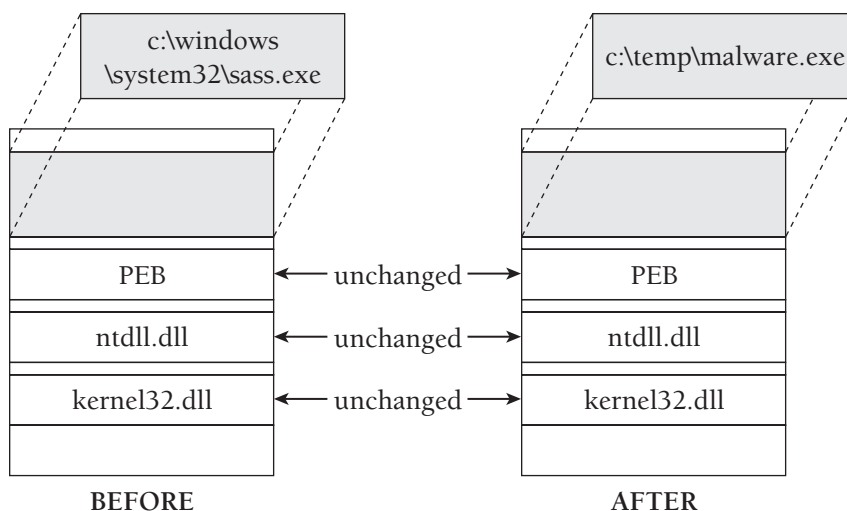 c:\windows
\system32\sass.exe
c:\temp\malware.exe
PEB
unchanged
PEB
ntdll.dll
unchanged
ntdll.dll
kernel32.dll
unchanged
kernel32.dll
BEFORE
AFTER